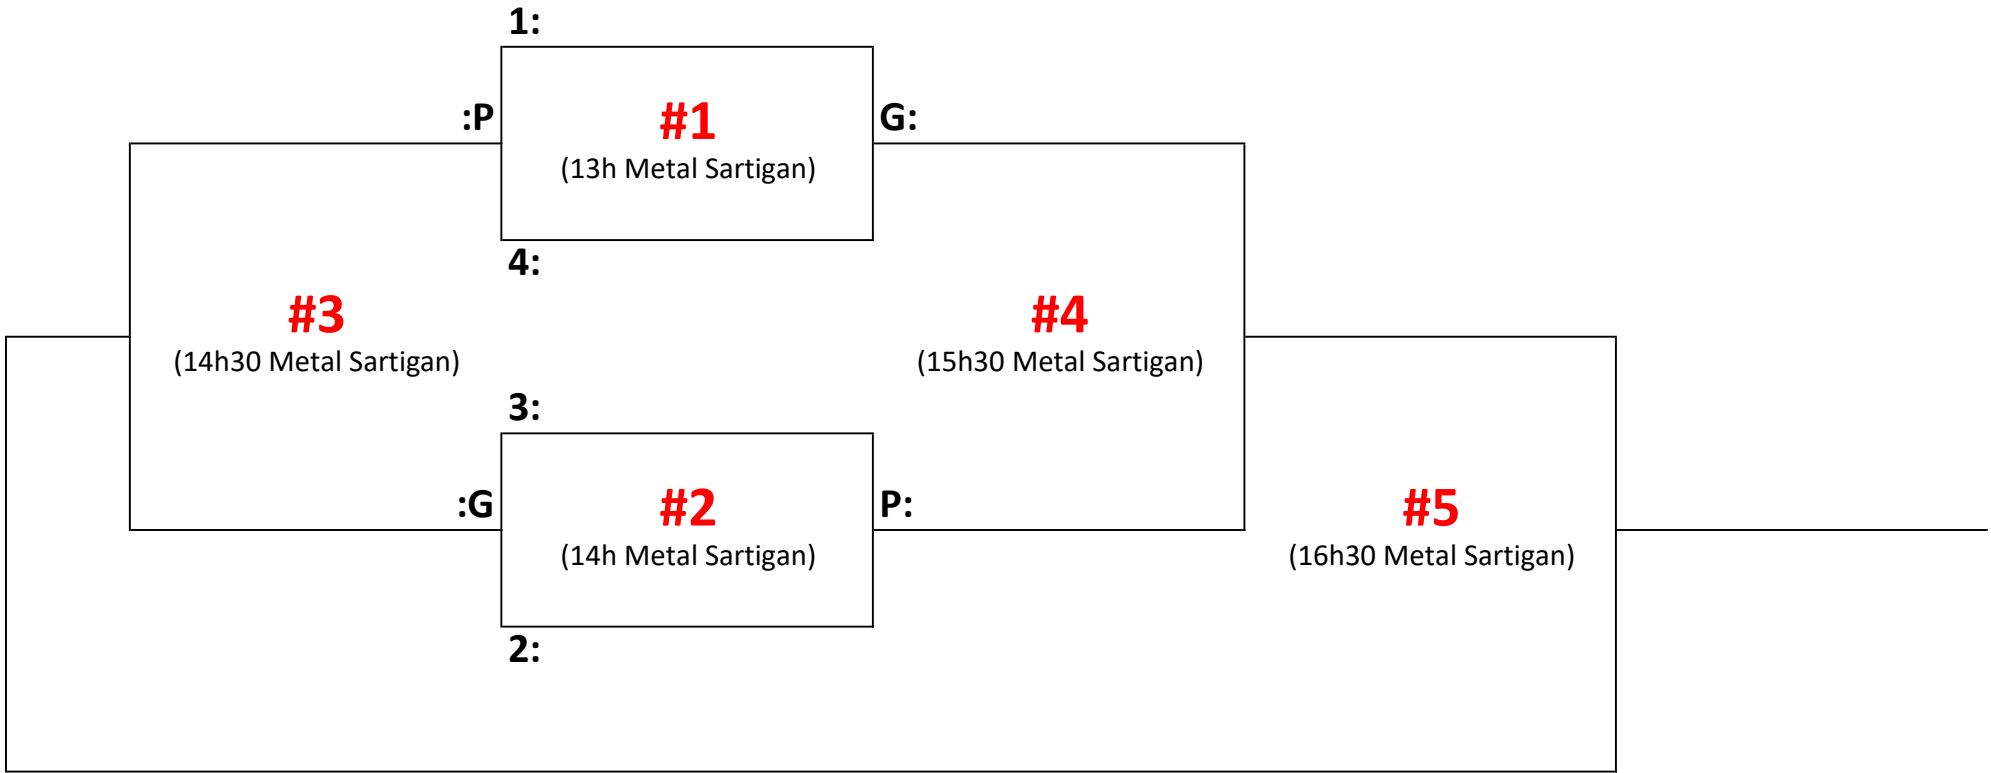 1:
:P
#1
G:
(13h Metal Sartigan)
4:
#3
#4
(14h30 Metal Sartigan)
(15h30 Metal Sartigan)
3:
:G
#2
P:
#5
(14h Metal Sartigan)
(16h30 Metal Sartigan)
2: